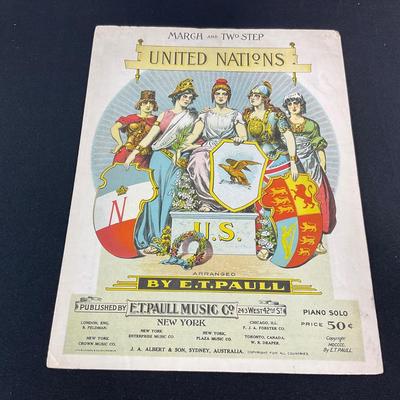 MARCH AND TWO STEP
UNITED NATIONS
N
U.S.
ARRANGED
BY E.T. PAULL
PUBLISHED BY E.T. PAULL MUSIC CO 243 WEST 42ND ST
NEW YORK
PIANO SOLO
PRICE 50¢
LONDON, ENG.
B. FELDMAN.
NEW YORK
CROWN MUSIC CO.
NEW YORK
ENTERPRISE MUSIC CO.
NEW YORK,
PLAZA MUSIC CO.
CHICAGO, ILL.
F. J. A. FORSTER CO.
TORONTO, CANADA.
W. R. DRAPER.
Copyright
By E.T. PAULL
J. A. ALBERT & SON, SYDNEY, AUSTRALIA.
COPYRIGHT FOR ALL COUNTRIES.